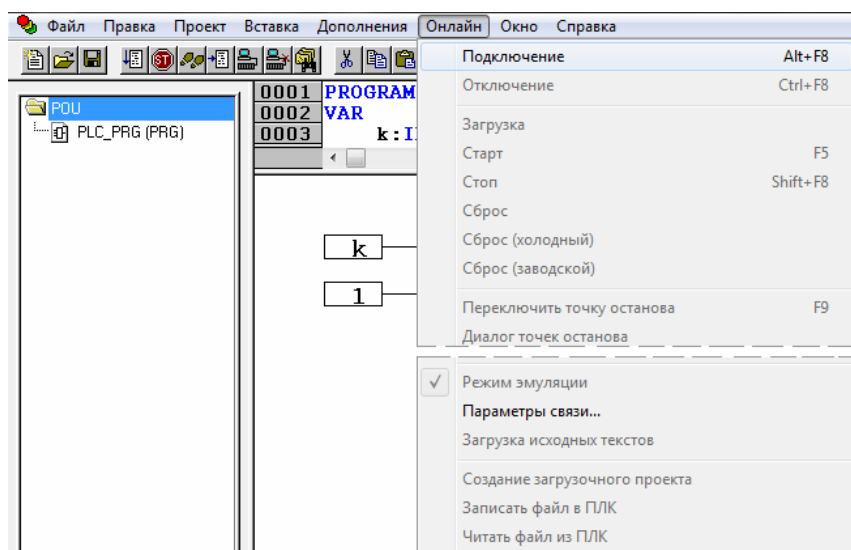 Файл Правка Проект Вставка Дополнения Онлайн Окно Справка
POU
PLC_PRG (PRG)
0001 PROGRAM
0002 VAR
0003 k:I
k
1
Подключение Alt+F8
Отключение Ctrl+F8
Загрузка
Старт F5
Стоп Shift+F8
Сброс
Сброс (холодный)
Сброс (заводской)
Переключить точку останова F9
Диалог точек останова
Режим эмуляции
Параметры связи...
Загрузка исходных текстов
Создание загрузочного проекта
Записать файл в ПЛК
Читать файл из ПЛК